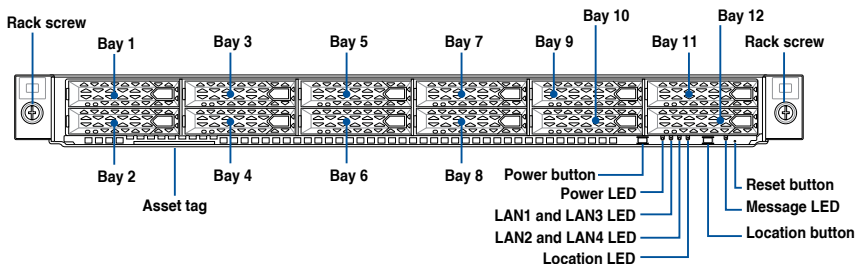 Bay 10 Bay 12
Rack screw Bay 1 Bay 3 Bay 5 Bay 7 Bay 9 Bay 11 Rack screw
Bay 2 Bay 4 Bay 6 Bay 8 Power button Reset button
Asset tag Power LED Message LED
LAN1 and LAN3 LED
LAN2 and LAN4 LED Location button
Location LED